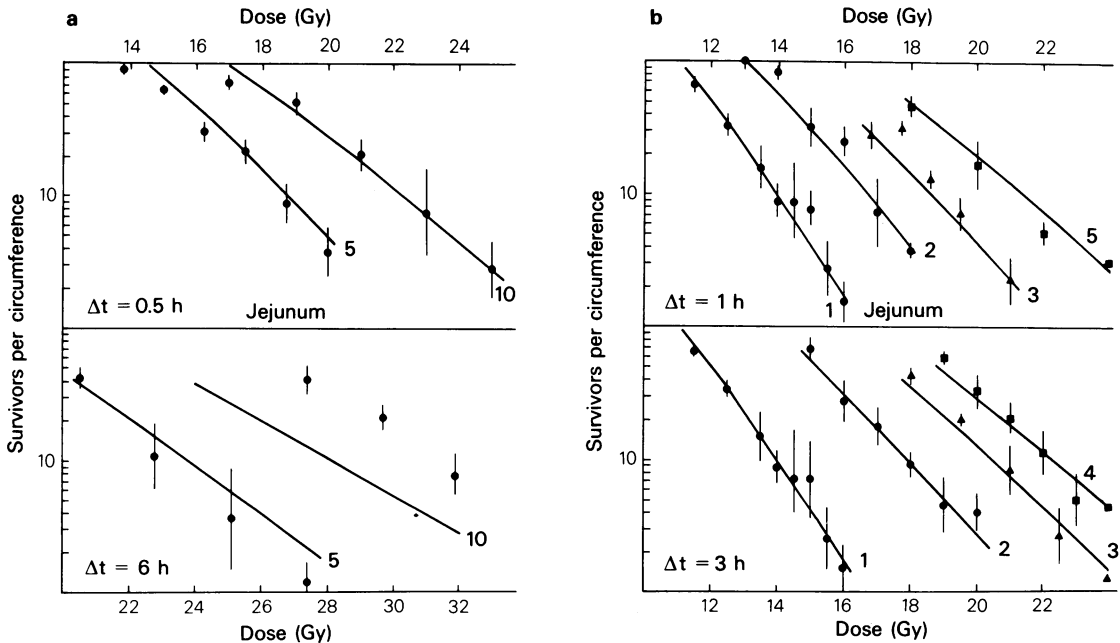 a
Dose (Gy)
14 16 18 20 22 24
10
5
10
Δt = 0.5 h
Jejunum
10
5
10
Δt = 6 h
22 24 26 28 30 32
Dose (Gy)
Survivors per circumference
b
Dose (Gy)
12 14 16 18 20 22
10
1
2
3
5
Δt = 1 h
Jejunum
10
1
2
3
4
Δt = 3 h
12 14 16 18 20 22
Dose (Gy)
Survivors per circumference